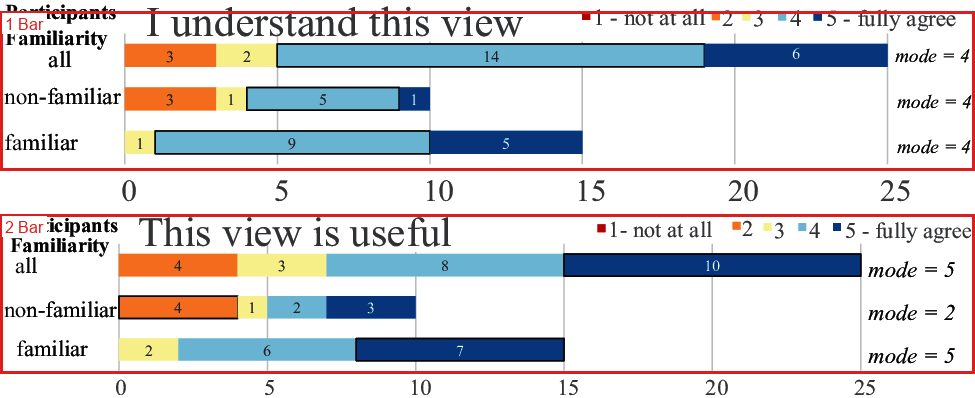 Participants I understand this view 1 - not at all 2 3 4 5 - fully agree
1 Bar
Familiarity
all 3 2 14 6 mode = 4
non-familiar 3 1 5 1 mode = 4
familiar 1 9 5 mode = 4
0 5 10 15 20 25
2 Bar icipants This view is useful 1- not at all 2 3 4 5 - fully agree
Familiarity
all 4 3 8 10 mode = 5
non-familiar 4 1 2 3 mode = 2
familiar 2 6 7 mode = 5
0 5 10 15 20 25